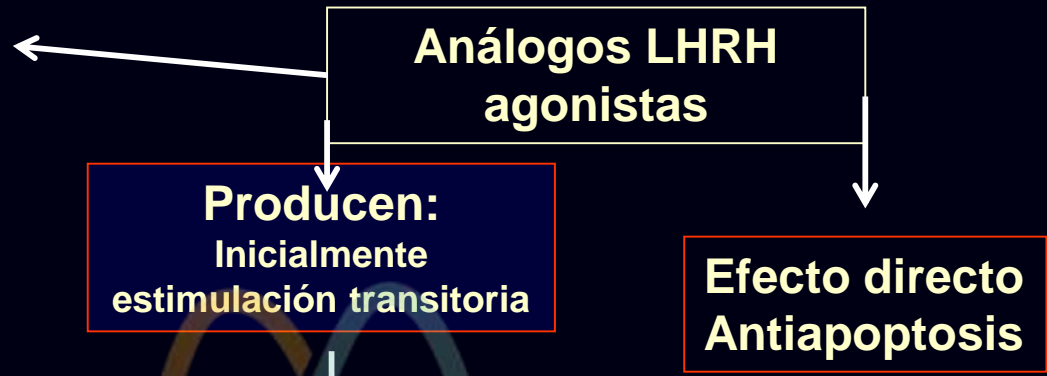 Análogos LHRH
agonistas
Producen:
Inicialmente
estimulación transitoria
Efecto directo
Antiapoptosis